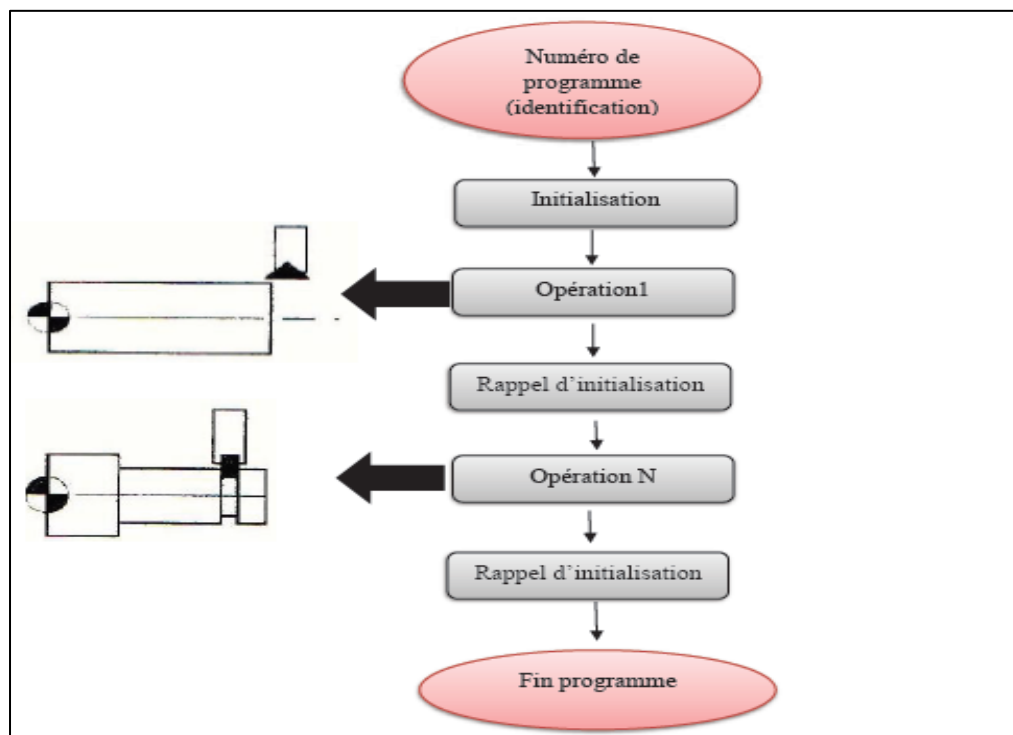 Numéro de
programme
(identification)
Initialisation
Opération1
Rappel d'initialisation
Opération N
Rappel d'initialisation
Fin programme